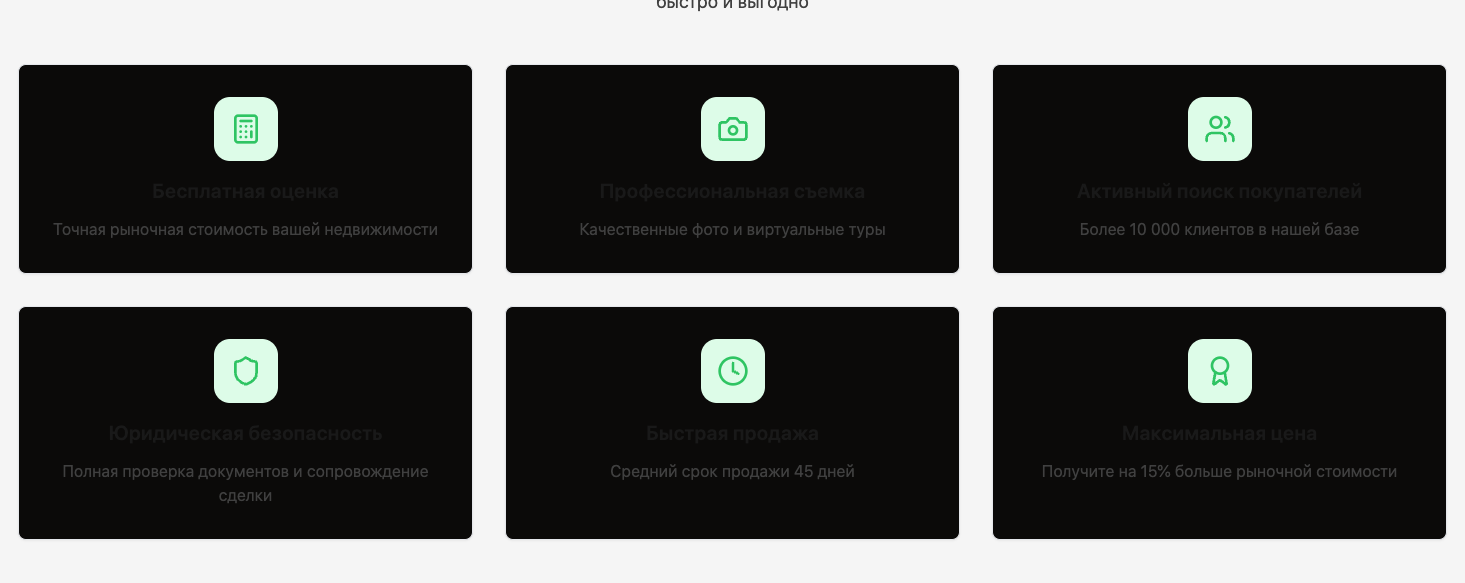 быстро и выгодно
Бесплатная оценка
Точная рыночная стоимость вашей недвижимости
Профессиональная съемка
Качественные фото и виртуальные туры
Активный поиск покупателей
Более 10 000 клиентов в нашей базе
Юридическая безопасность
Полная проверка документов и сопровождение
сделки
Быстрая продажа
Средний срок продажи 45 дней
Максимальная цена
Получите на 15% больше рыночной стоимости